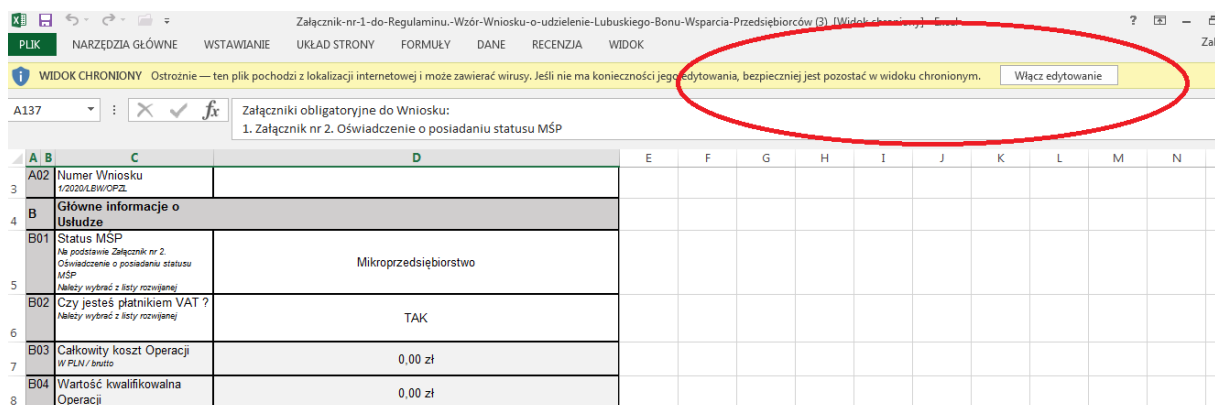 Załącznik-nr-1-do-Regulaminu.-Wzór-Wniosku-o-udzielenie-Lubuskiego-Bonu-Wsparcia-Przedsiębiorców (3) [Widok chroniony] - Excel
PLIK NARZĘDZIA GŁÓWNE WSTAWIANIE UKŁAD STRONY FORMUŁY DANE RECENZJA WIDOK
WIDOK CHRONIONY Ostrożnie — ten plik pochodzi z lokalizacji internetowej i może zawierać wirusy. Jeśli nie ma konieczności jego edytowania, bezpieczniej jest pozostać w widoku chronionym. Włącz edytowanie
A137 fx Załączniki obligatoryjne do Wniosku:
1. Załącznik nr 2. Oświadczenie o posiadaniu statusu MŚP
A B C D E F G H I J K L M N
3 A02 Numer Wniosku
1/2020/LBW/OPZL
4 B Główne informacje o
Usłudze
5 B01 Status MŚP
Na podstawie Załącznik nr 2.
Oświadczenie o posiadaniu statusu
MŚP
Należy wybrać z listy rozwijanej
Mikroprzedsiębiorstwo
6 B02 Czy jesteś płatnikiem VAT ?
Należy wybrać z listy rozwijanej
TAK
7 B03 Całkowity koszt Operacji
W PLN / brutto
0,00 zł
8 B04 Wartość kwalifikowalna
Operacji
0,00 zł